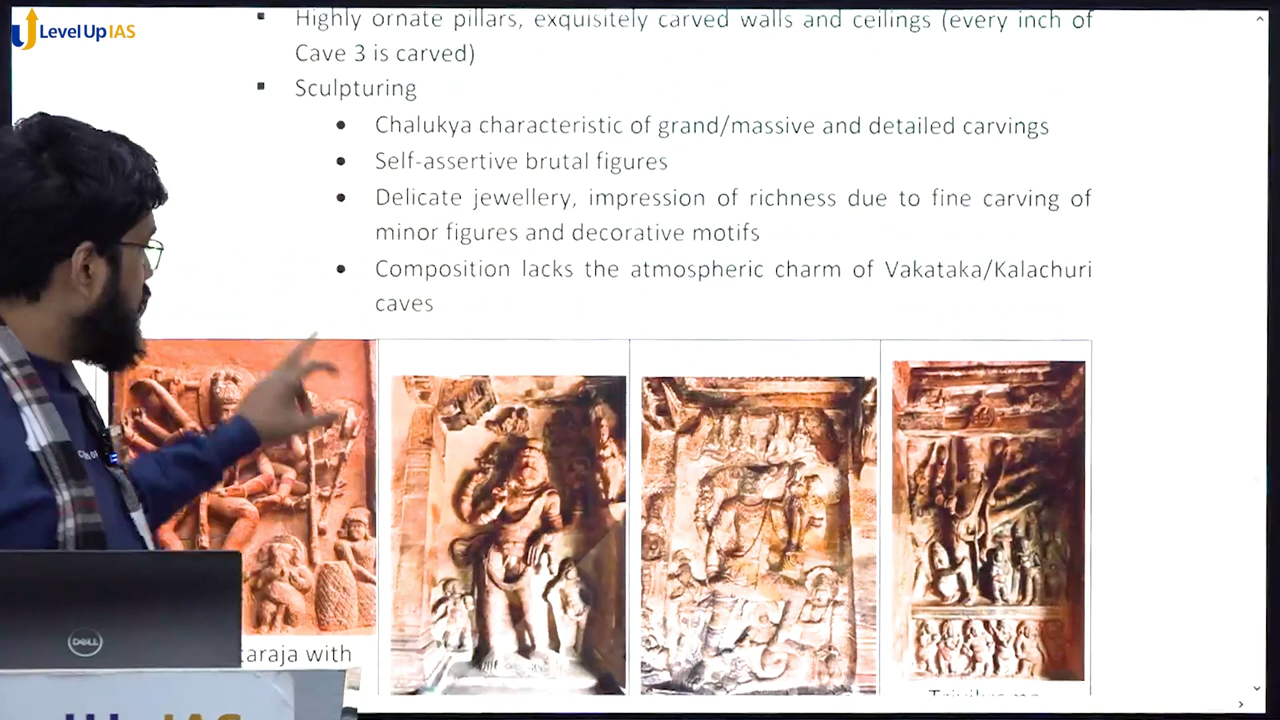 Level Up IAS
▪ Highly ornate pillars, exquisitely carved walls and ceilings (every inch of
Cave 3 is carved)
▪ Sculpturing
• Chalukya characteristic of grand/massive and detailed carvings
• Self-assertive brutal figures
• Delicate jewellery, impression of richness due to fine carving of
minor figures and decorative motifs
• Composition lacks the atmospheric charm of Vakataka/Kalachuri
caves
DELL
taraja with
IAS